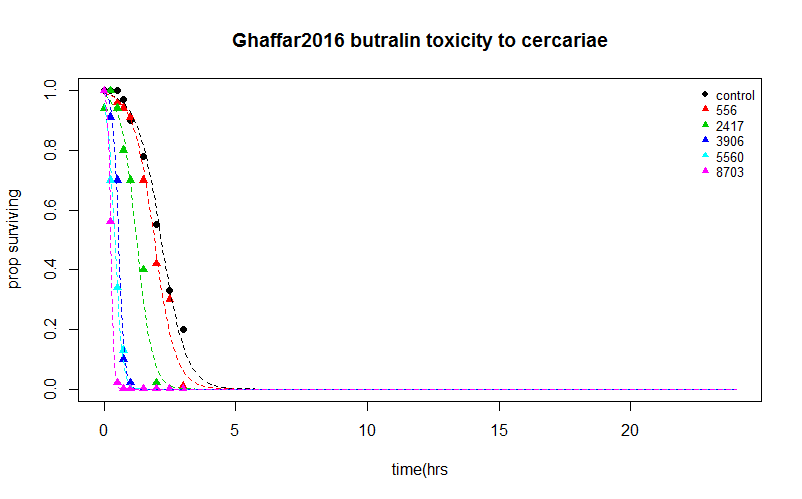 Ghaffar2016 butralin toxicity to cercariae
prop surviving
1.0
0.8
0.6
0.4
0.2
0.0
control
556
2417
3906
5560
8703
0 5 10 15 20
time(hrs